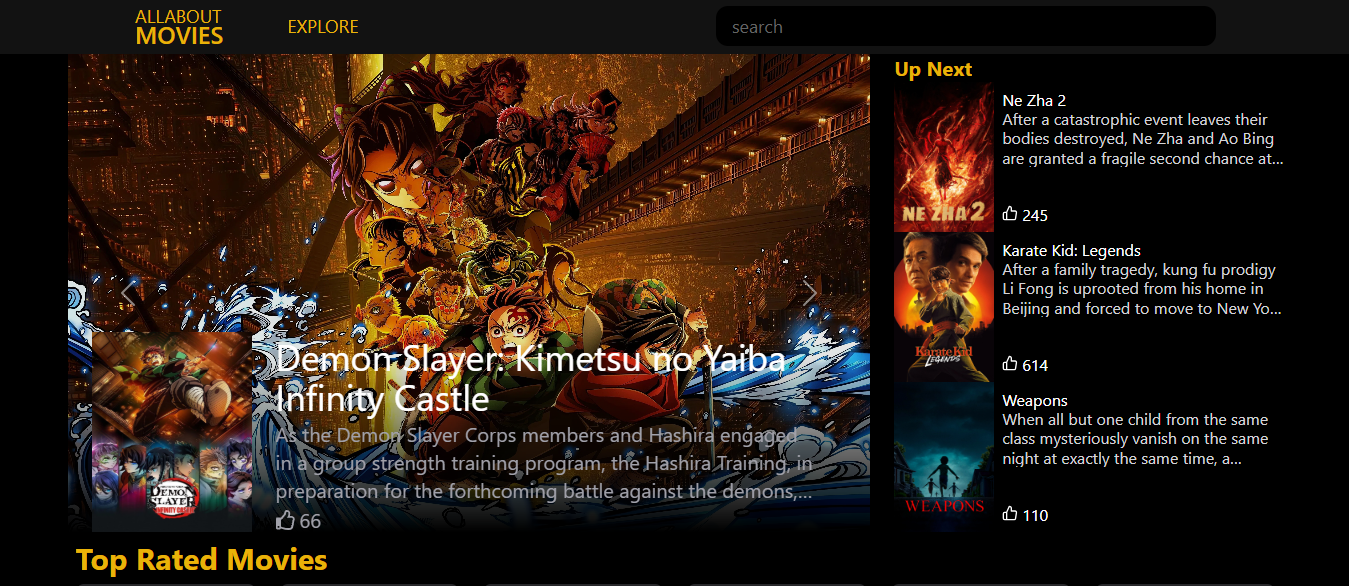 ALLABOUT
MOVIES
EXPLORE
search
Demon Slayer: Kimetsu no Yaiba
Infinity Castle
As the Demon Slayer Corps members and Hashira engaged
in a group strength training program, the Hashira Training, in
preparation for the forthcoming battle against the demons,...
66
DEMON
SLAYER
INFINITY CASTLE
Up Next
NE ZHA 2
Ne Zha 2
After a catastrophic event leaves their
bodies destroyed, Ne Zha and Ao Bing
are granted a fragile second chance at...
245
Karate Kid
LEGENDS
Karate Kid: Legends
After a family tragedy, kung fu prodigy
Li Fong is uprooted from his home in
Beijing and forced to move to New Yo...
614
WEAPONS
Weapons
When all but one child from the same
class mysteriously vanish on the same
night at exactly the same time, a...
110
Top Rated Movies